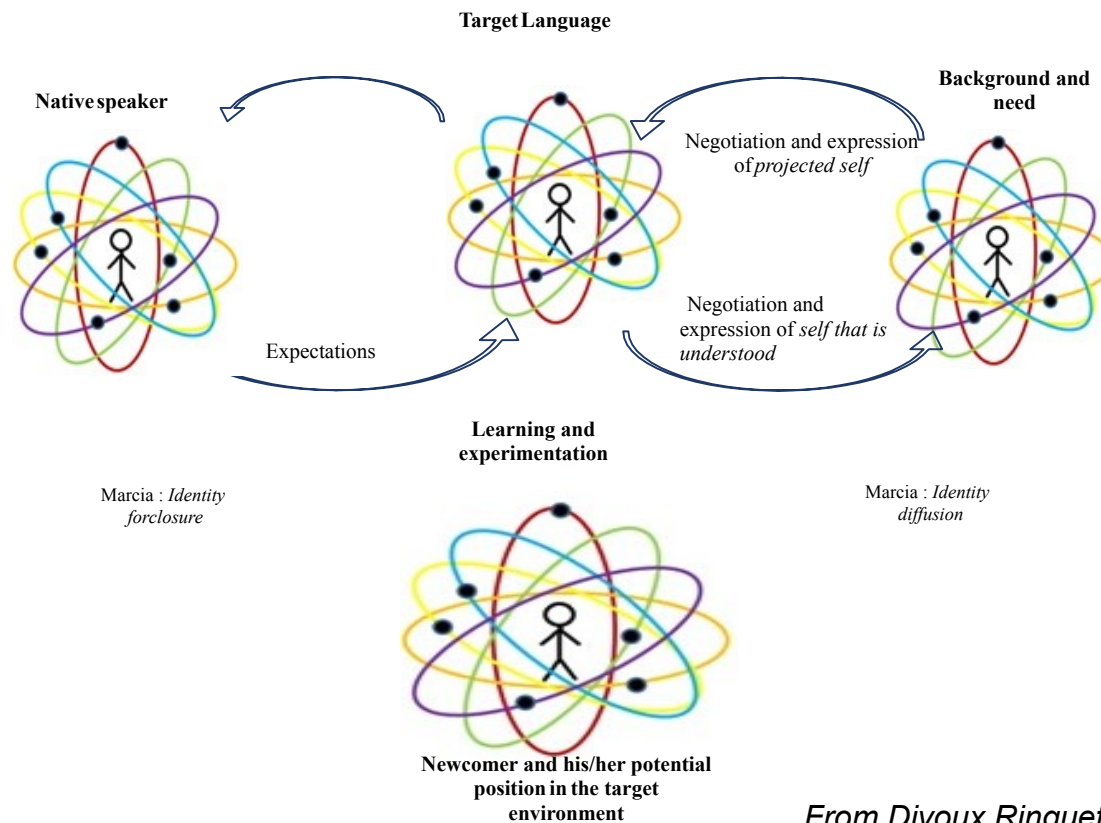 Target Language
Native speaker
Background and
need
Negotiation and expression
of projected self
Negotiation and
expression of self that is
understood
Expectations
Learning and
experimentation
Marcia : Identity
forclosure
Marcia : Identity
diffusion
Newcomer and his/her potential
position in the target
environment
From Divoux